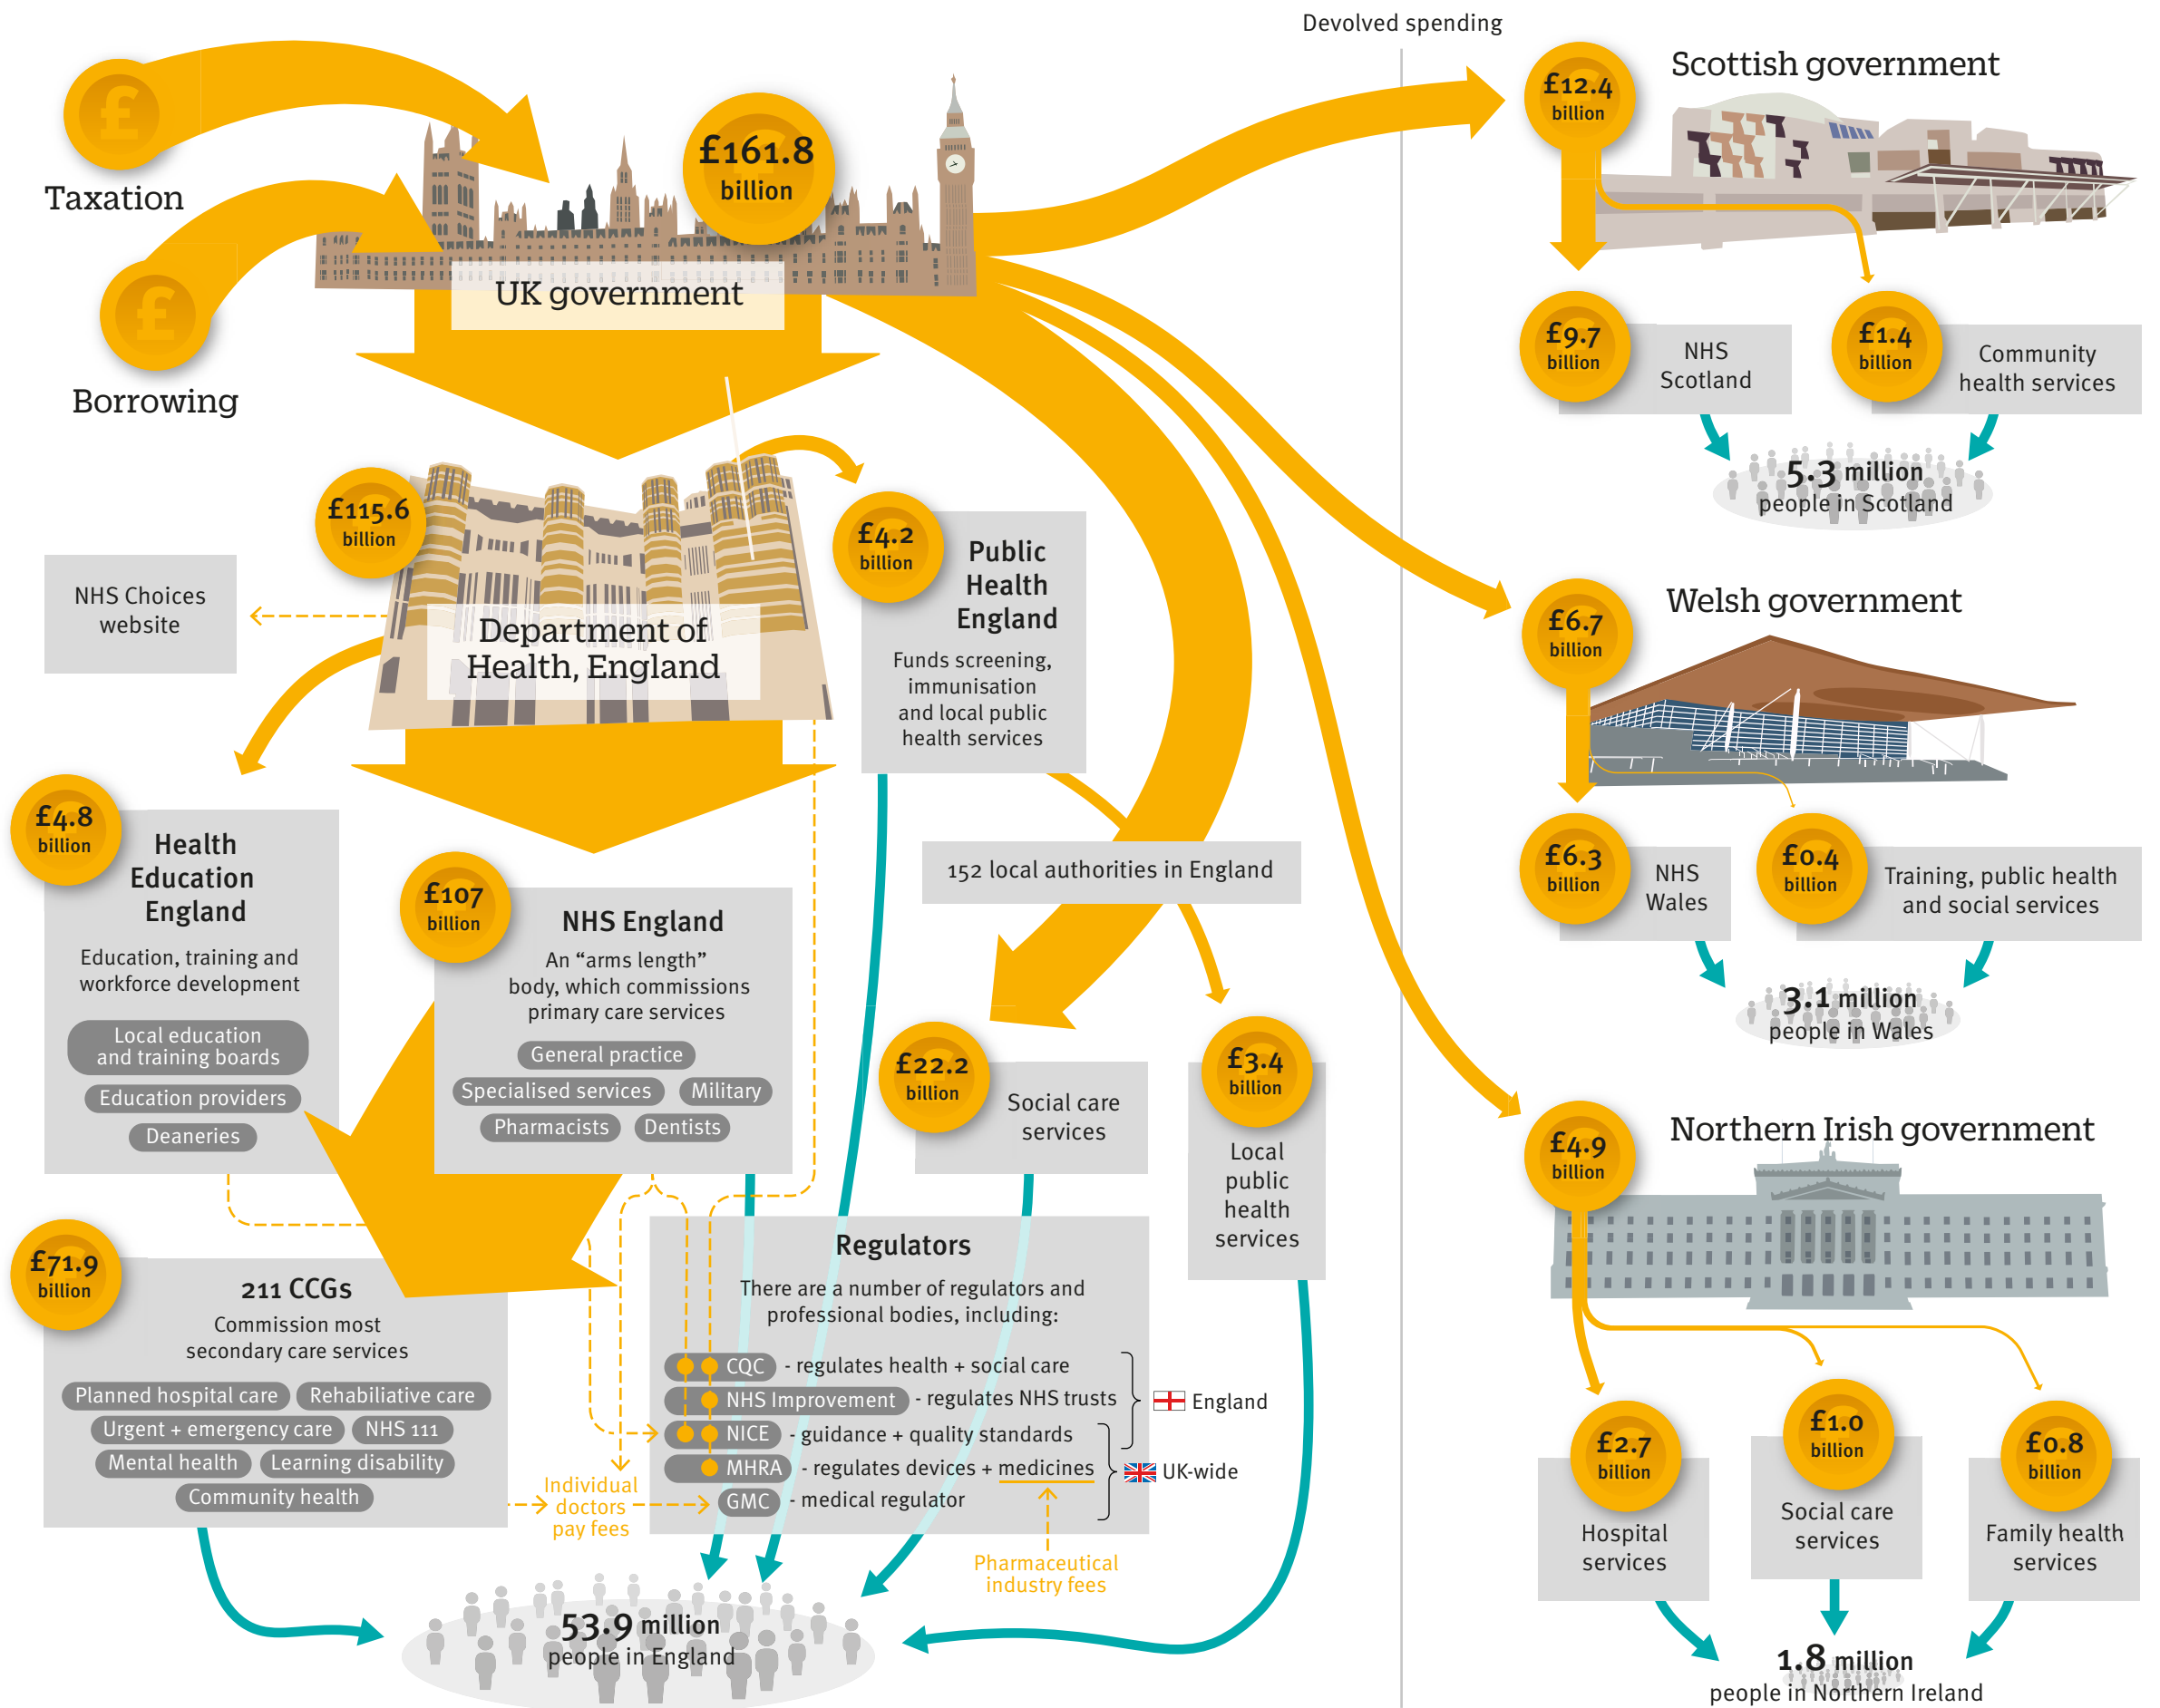 Devolved spending
Taxation
Borrowing
£161.8
billion
UK government
£115.6
billion
Department of
Health, England
NHS Choices
website
£4.2
billion
Public
Health
England
Funds screening,
immunisation
and local public
health services
£4.8
billion
Health
Education
England
Education, training and
workforce development
Local education
and training boards
Education providers
Deaneries
£107
billion
NHS England
An “arms length”
body, which commissions
primary care services
General practice
Specialised services
Military
Pharmacists
Dentists
152 local authorities in England
£22.2
billion
Social care
services
£3.4
billion
Local
public
health
services
£71.9
billion
211 CCGs
Commission most
secondary care services
Planned hospital care
Rehabiliative care
Urgent + emergency care
NHS 111
Mental health
Learning disability
Community health
Individual
doctors
pay fees
Regulators
There are a number of regulators and
professional bodies, including:
CQC - regulates health + social care
NHS Improvement - regulates NHS trusts
NICE - guidance + quality standards
MHRA - regulates devices + medicines
GMC - medical regulator
England
UK-wide
Pharmaceutical
industry fees
53.9 million
people in England
£12.4
billion
Scottish government
£9.7
billion
NHS
Scotland
£1.4
billion
Community
health services
5.3 million
people in Scotland
£6.7
billion
Welsh government
£6.3
billion
NHS
Wales
£0.4
billion
Training, public health
and social services
3.1 million
people in Wales
£4.9
billion
Northern Irish government
£2.7
billion
Hospital
services
£1.0
billion
Social care
services
£0.8
billion
Family health
services
1.8 million
people in Northern Ireland